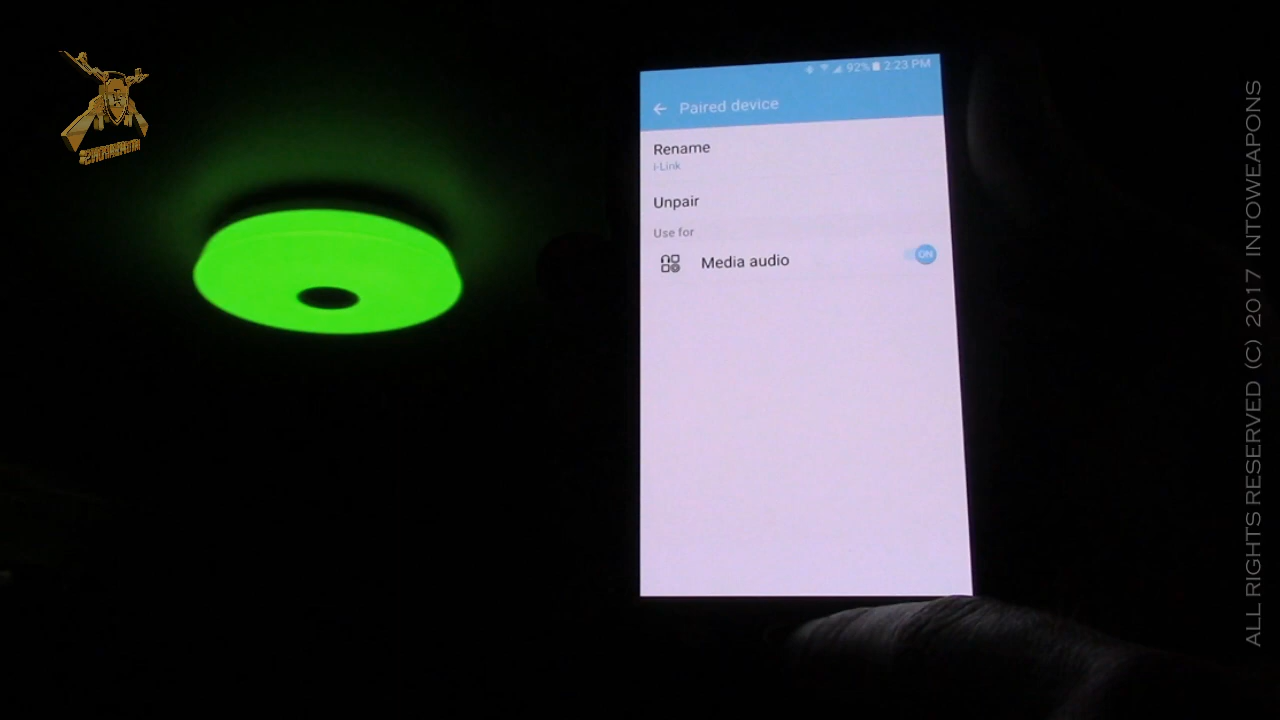 92% 2:23 PM
Paired device
Rename
i-Link
Unpair
Use for
Media audio
ON
ALL RIGHTS RESERVED (C) 2017 INTOWEAPONS